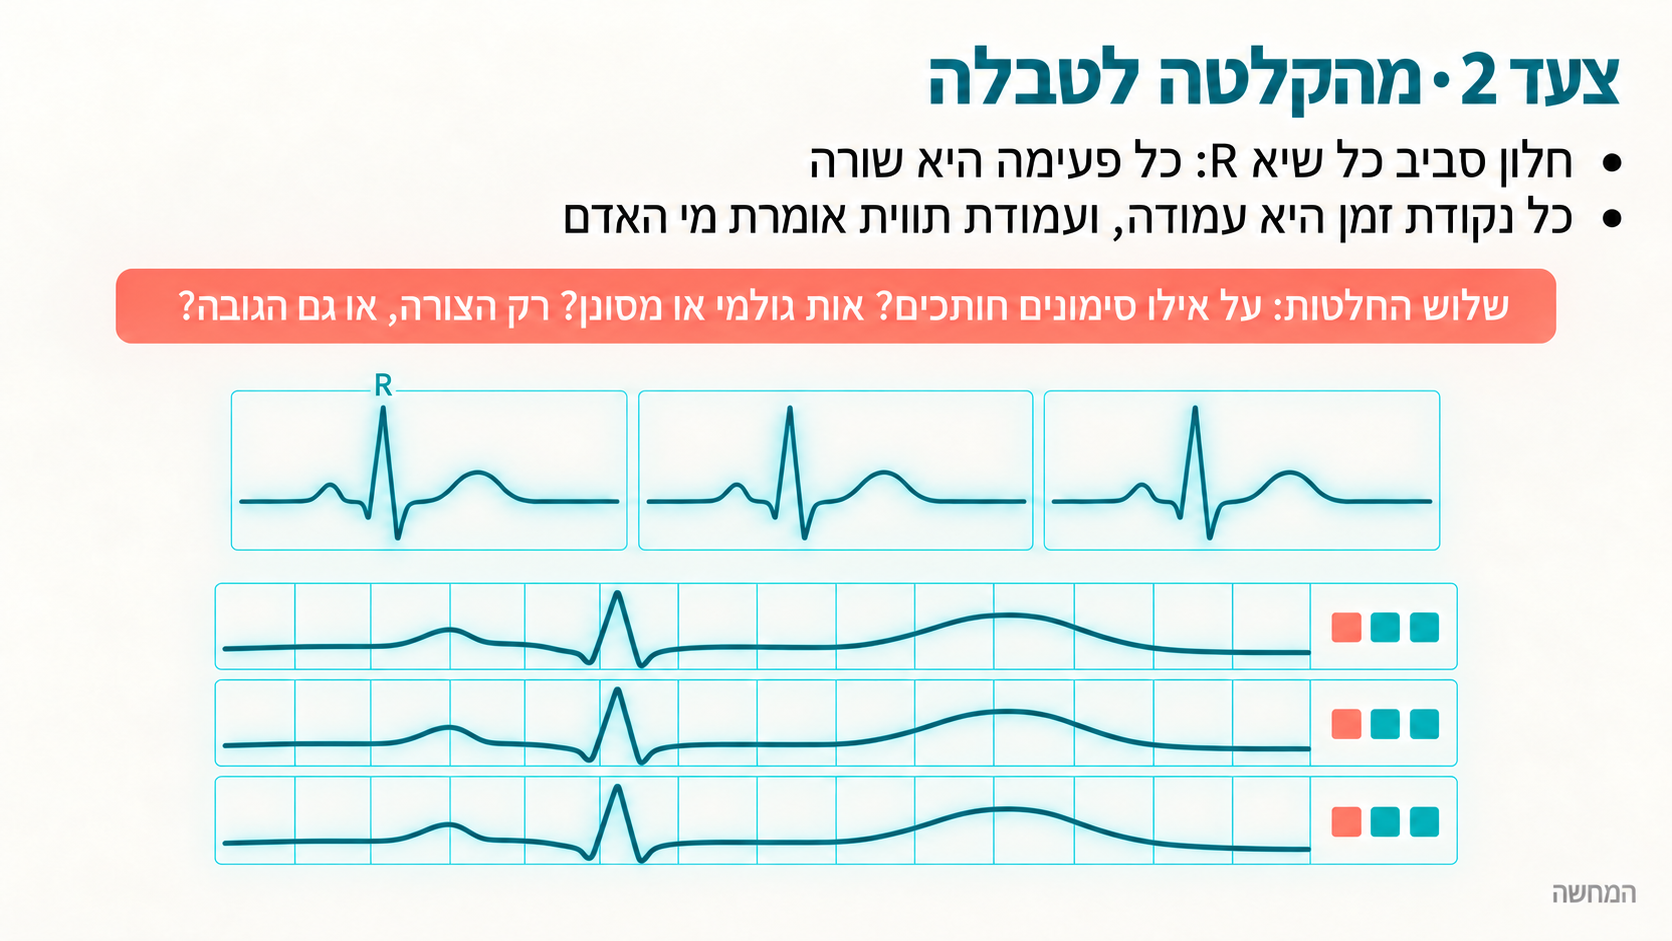 צעד 2 • מהקלטה לטבלה
• חלון סביב כל שיא R: כל פעימה היא שורה
• כל נקודת זמן היא עמודה, ועמודת תווית אומרת מי האדם
שלוש החלטות: על אילו סימונים חותכים? אות גולמי או מסונן? רק הצורה, או גם הגובה?
R
המחשה